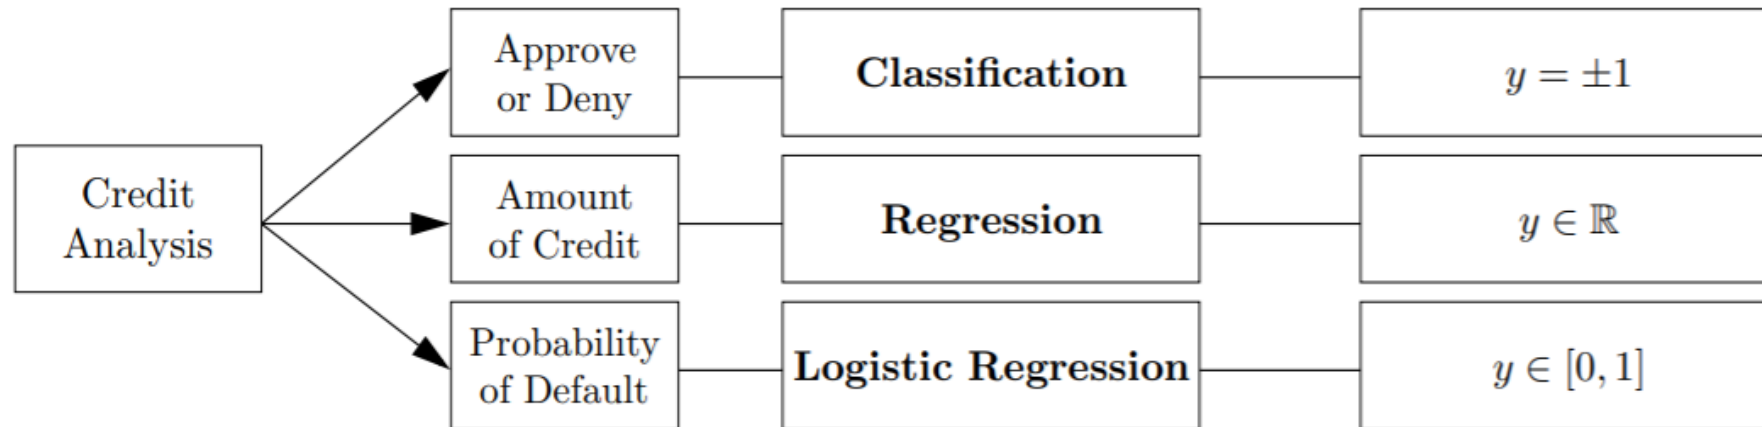 Credit
Analysis
Approve
or Deny
Classification
y = ±1
Amount
of Credit
Regression
y ∈ ℝ
Probability
of Default
Logistic Regression
y ∈ [0, 1]